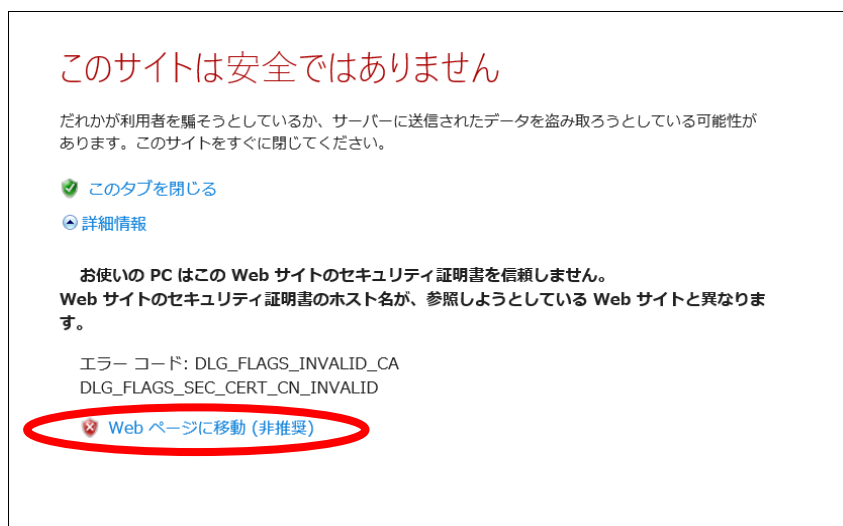 このサイトは安全ではありません
だれかが利用者を騙そうとしているか、サーバーに送信されたデータを盗み取ろうとしている可能性が
あります。このサイトをすぐに閉じてください。
このタブを閉じる
詳細情報
お使いの PC はこの Web サイトのセキュリティ証明書を信頼しません。
Web サイトのセキュリティ証明書のホスト名が、参照しようとしている Web サイトと異なりま
す。
エラー コード: DLG_FLAGS_INVALID_CA
DLG_FLAGS_SEC_CERT_CN_INVALID
Web ページに移動 (非推奨)